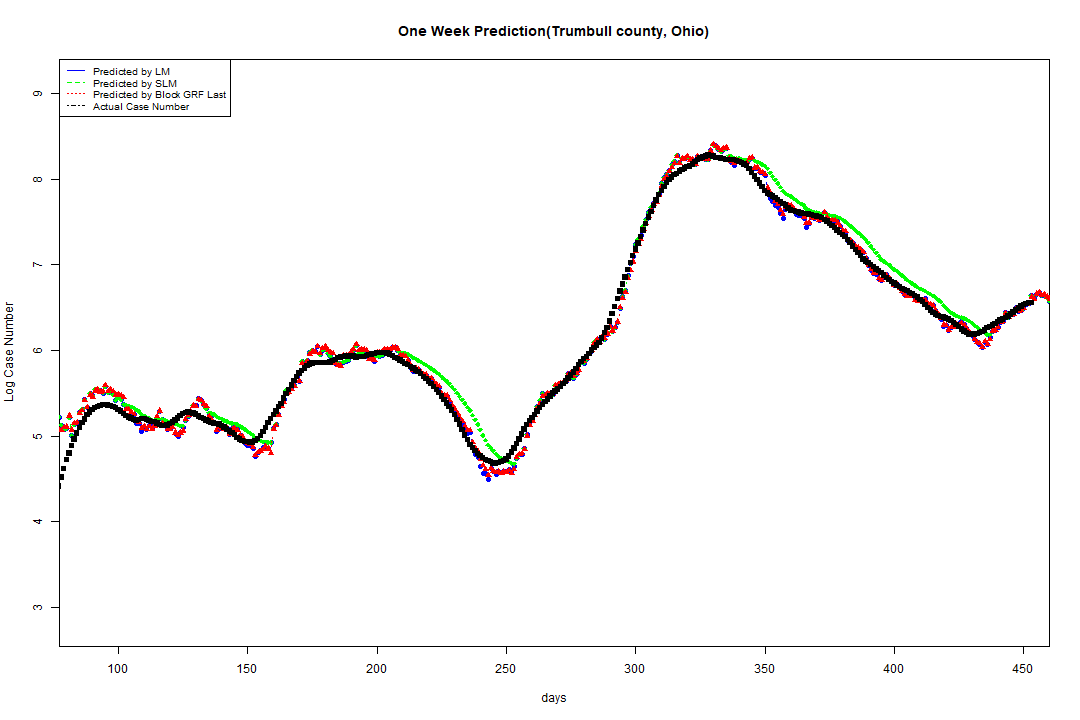 One Week Prediction(Trumbull county, Ohio)
Predicted by LM
Predicted by SLM
Predicted by Block GRF Last
Actual Case Number
9
8
7
6
5
4
3
Log Case Number
100 150 200 250 300 350 400 450
days